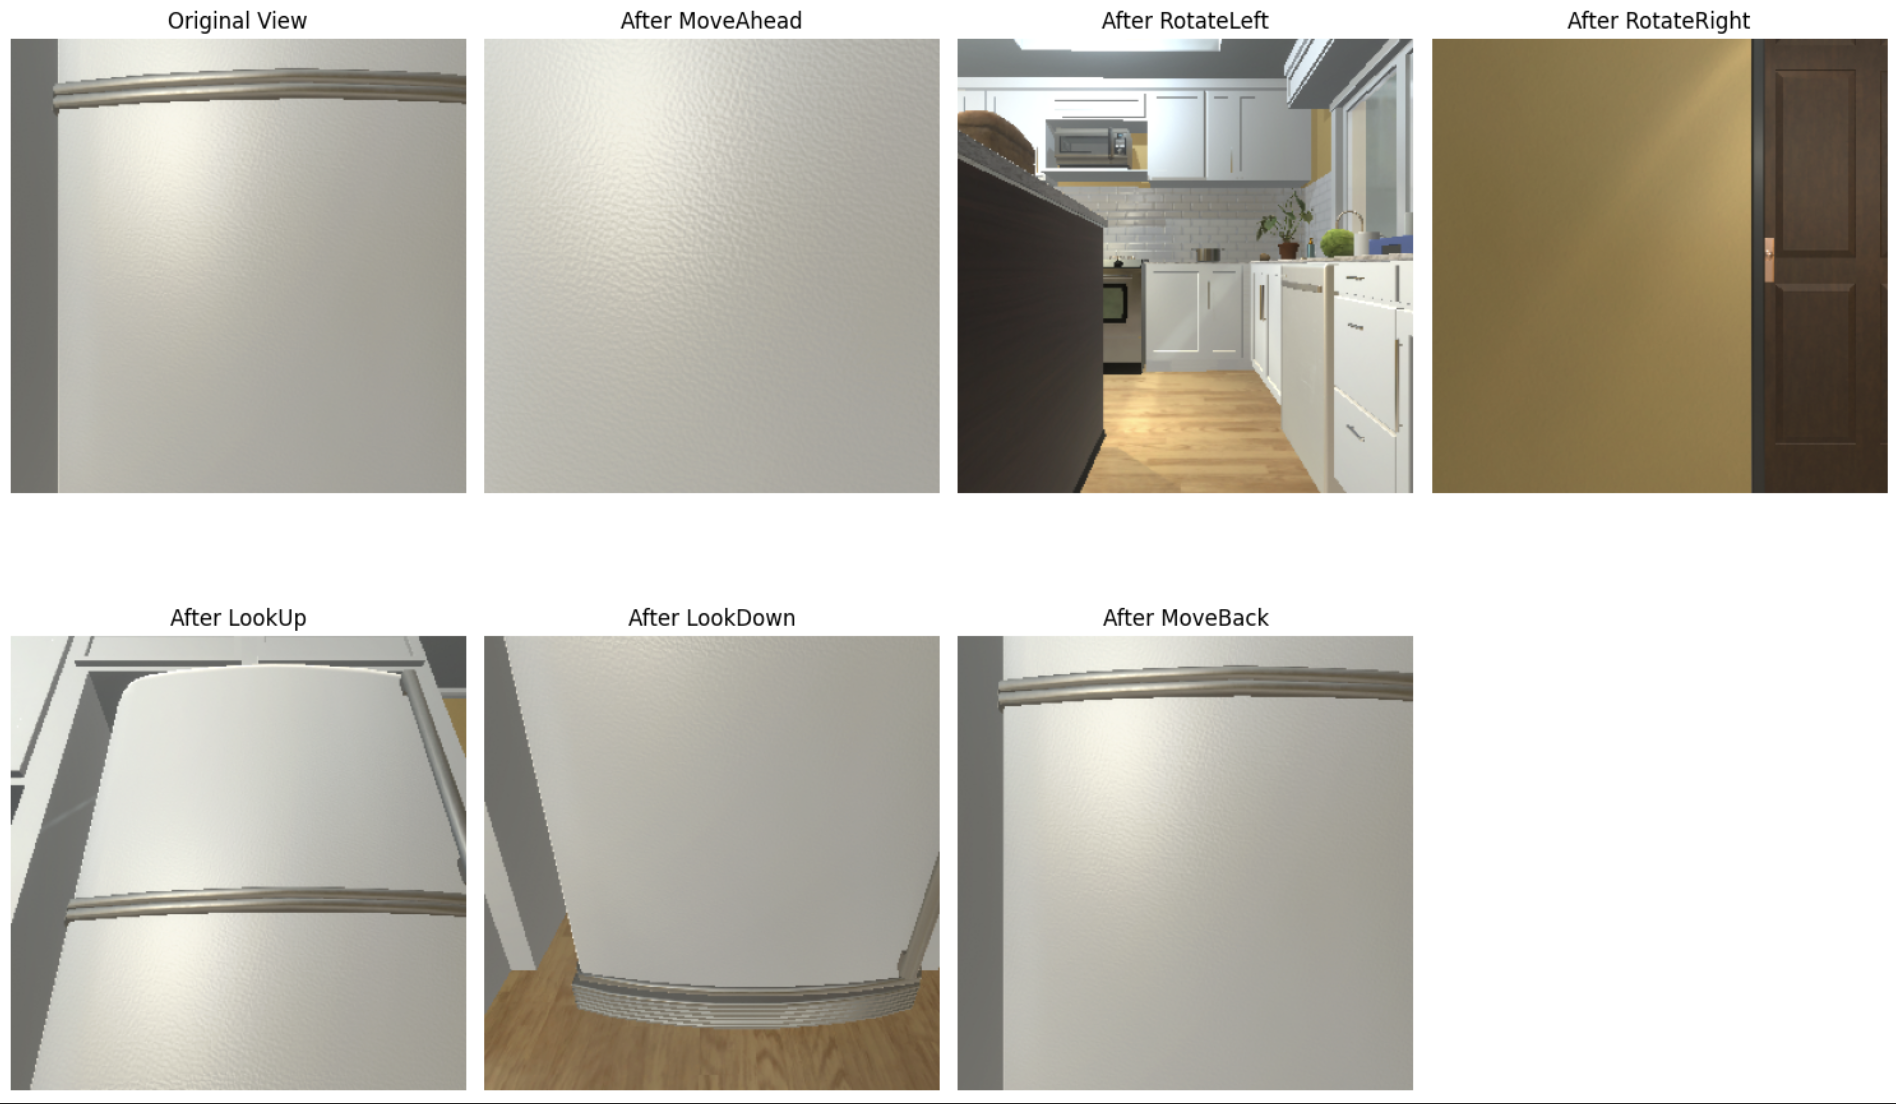 Original View
After MoveAhead
After RotateLeft
After RotateRight
After LookUp
After LookDown
After MoveBack